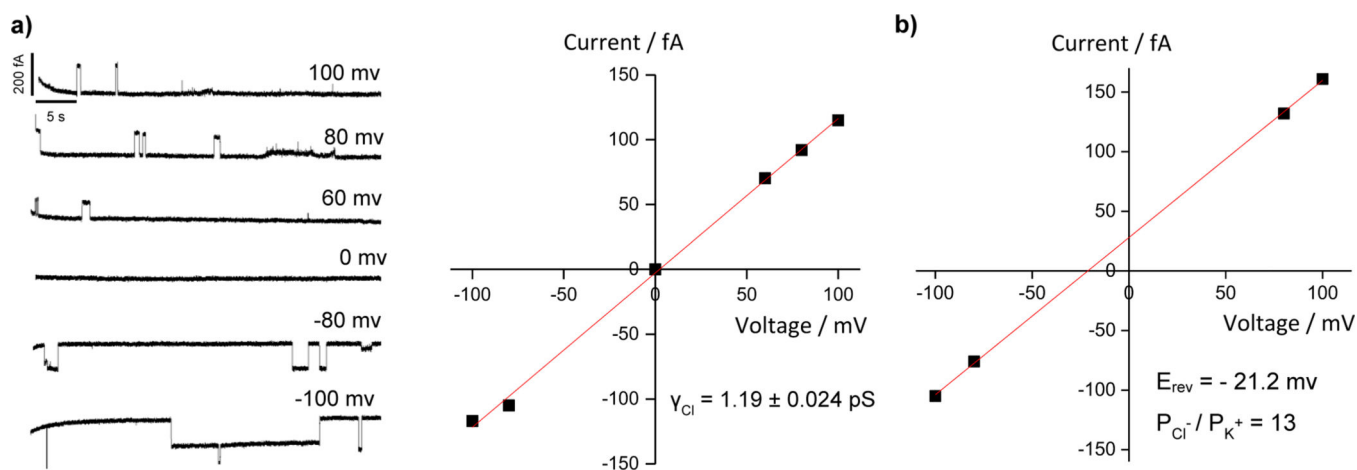 a)
200 fA
5 s
100 mv
80 mv
60 mv
0 mv
-80 mv
-100 mv
Current / fA
150
100
50
0
-50
-100
-150
-100
-50
0
50
100
Voltage / mV
γCl = 1.19 ± 0.024 pS
b)
Current / fA
150
100
50
0
-50
-100
-150
-100
-50
0
50
100
Voltage / mV
Erev = - 21.2 mv
PCl- / PK+ = 13